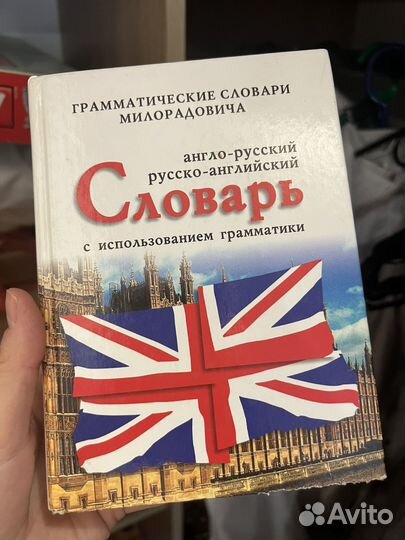 ГРАММАТИЧЕСКИЕ СЛОВАРИ
МИЛОРАДОВИЧА
англо-русский
русско-английский
Словарь
с использованием грамматики
Avito